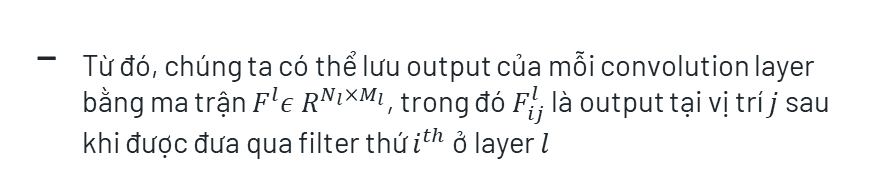 – Từ đó, chúng ta có thể lưu output của mỗi convolution layer
bằng ma trận $F^l \epsilon\ R^{N_l \times M_l}$, trong đó $F^l_{ij}$ là output tại vị trí $j$ sau
khi được đưa qua filter thứ $i^{th}$ ở layer $l$